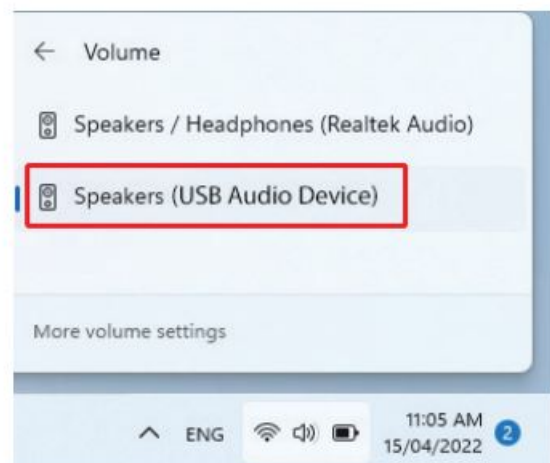 Volume
Speakers / Headphones (Realtek Audio)
Speakers (USB Audio Device)
More volume settings
ENG
11:05 AM
15/04/2022
2